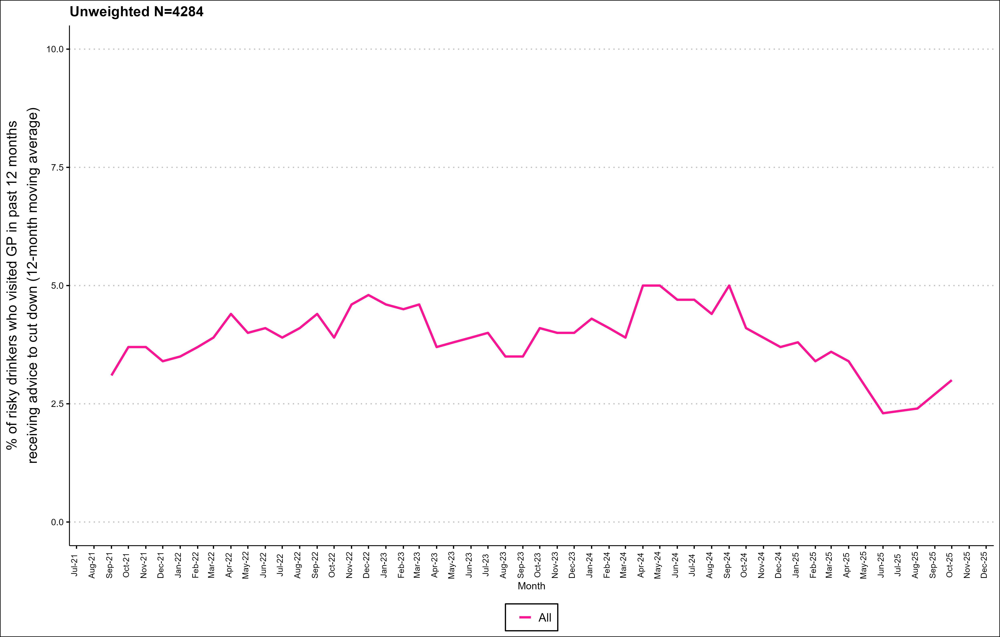 Unweighted N=4284
% of risky drinkers who visited GP in past 12 months
receiving advice to cut down (12-month moving average)
10.0
7.5
5.0
2.5
0.0
Jul-21
Aug-21
Sep-21
Oct-21
Nov-21
Dec-21
Jan-22
Feb-22
Mar-22
Apr-22
May-22
Jun-22
Jul-22
Aug-22
Sep-22
Oct-22
Nov-22
Dec-22
Jan-23
Feb-23
Mar-23
Apr-23
May-23
Jun-23
Jul-23
Aug-23
Sep-23
Oct-23
Nov-23
Dec-23
Jan-24
Feb-24
Mar-24
Apr-24
May-24
Jun-24
Jul-24
Aug-24
Sep-24
Oct-24
Nov-24
Dec-24
Jan-25
Feb-25
Mar-25
Apr-25
May-25
Jun-25
Jul-25
Aug-25
Sep-25
Oct-25
Nov-25
Dec-25
Month
All